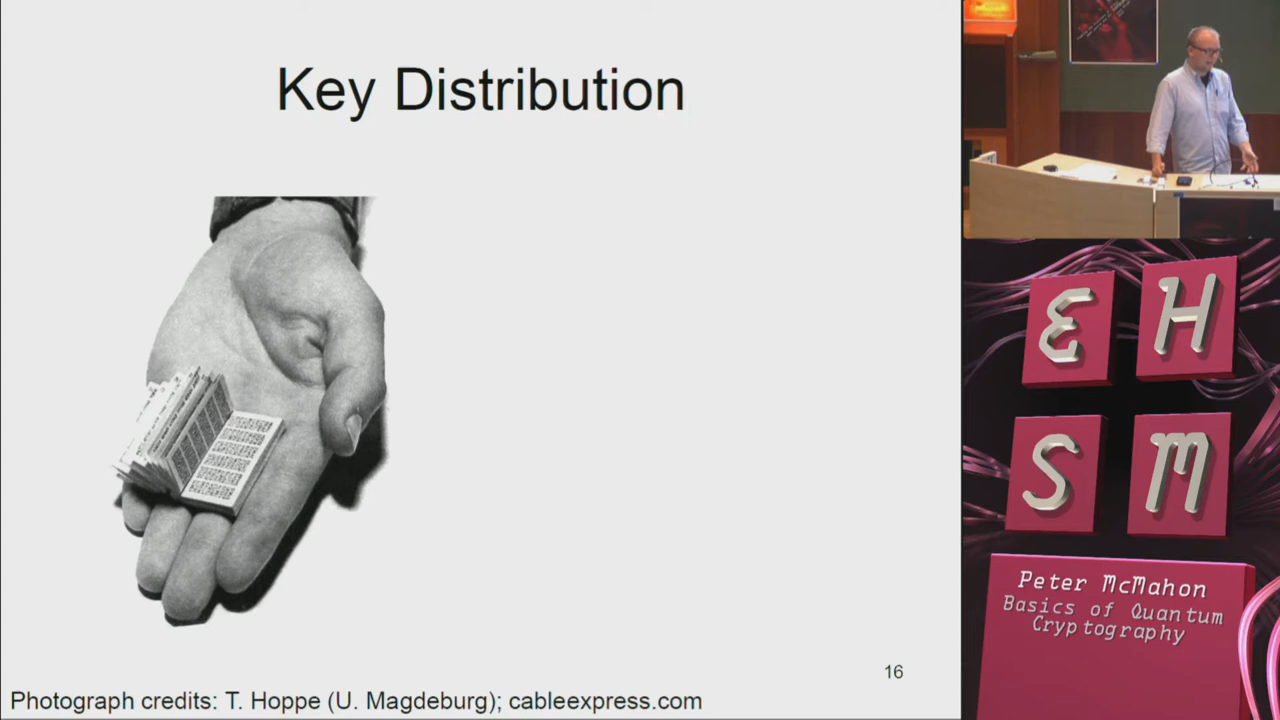 Key Distribution
16
Photograph credits: T. Hoppe (U. Magdeburg); cableexpress.com
E H
S M
Peter McMahon
Basics of Quantum
Cryptography